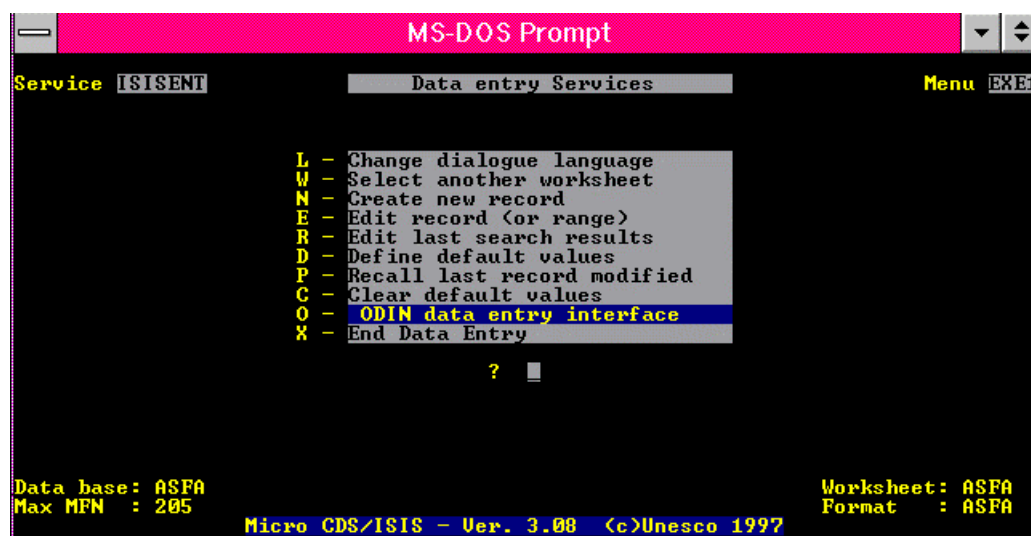 MS-DOS Prompt
Service ISISENT Data entry Services Menu EXE1
L - Change dialogue language
W - Select another worksheet
N - Create new record
E - Edit record (or range)
R - Edit last search results
D - Define default values
P - Recall last record modified
C - Clear default values
O - ODIN data entry interface
X - End Data Entry
?
Data base: ASFA Worksheet: ASFA
Max MFN : 205 Format : ASFA
Micro CDS/ISIS - Ver. 3.08 (c)Unesco 1997